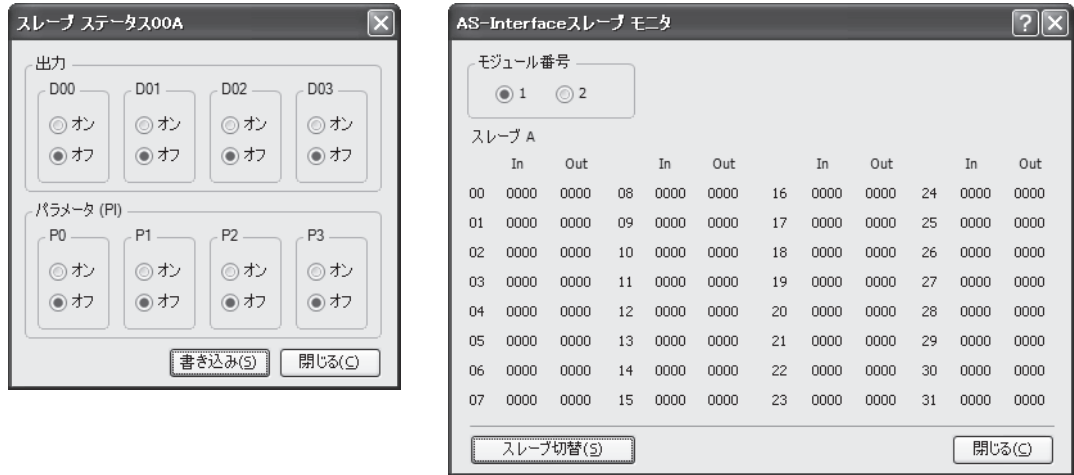 スレーブ ステータス00A
出力
D00 D01 D02 D03
オン オン オン オン
オフ オフ オフ オフ
パラメータ (PI)
P0 P1 P2 P3
オン オン オン オン
オフ オフ オフ オフ
書き込み(S) 閉じる(C)
AS-Interfaceスレーブ モニタ
モジュール番号
1 2
スレーブ A
In Out In Out In Out In Out
00 0000 0000 08 0000 0000 16 0000 0000 24 0000 0000
01 0000 0000 09 0000 0000 17 0000 0000 25 0000 0000
02 0000 0000 10 0000 0000 18 0000 0000 26 0000 0000
03 0000 0000 11 0000 0000 19 0000 0000 27 0000 0000
04 0000 0000 12 0000 0000 20 0000 0000 28 0000 0000
05 0000 0000 13 0000 0000 21 0000 0000 29 0000 0000
06 0000 0000 14 0000 0000 22 0000 0000 30 0000 0000
07 0000 0000 15 0000 0000 23 0000 0000 31 0000 0000
スレーブ切替(S) 閉じる(C)